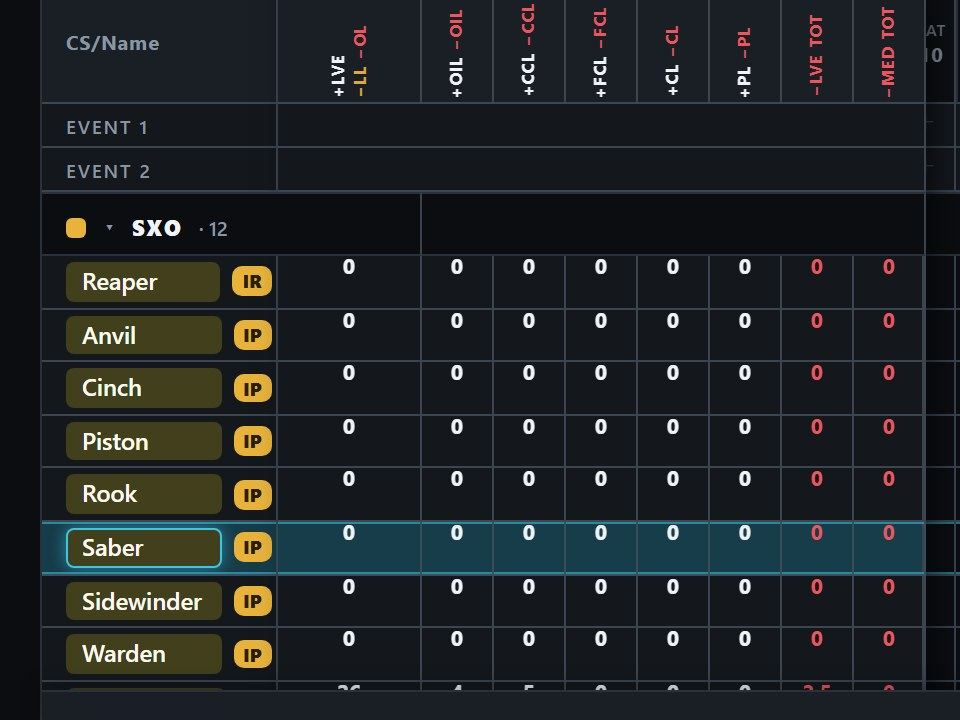 CS/Name +LVE −LL −OL +OIL −OIL +CCL −CCL +FCL −FCL +CL −CL +PL −PL −LVE TOT −MED TOT
EVENT 1
EVENT 2
SXO · 12
Reaper IR 0 0 0 0 0 0 0 0
Anvil IP 0 0 0 0 0 0 0 0
Cinch IP 0 0 0 0 0 0 0 0
Piston IP 0 0 0 0 0 0 0 0
Rook IP 0 0 0 0 0 0 0 0
Saber IP 0 0 0 0 0 0 0 0
Sidewinder IP 0 0 0 0 0 0 0 0
Warden IP 0 0 0 0 0 0 0 0